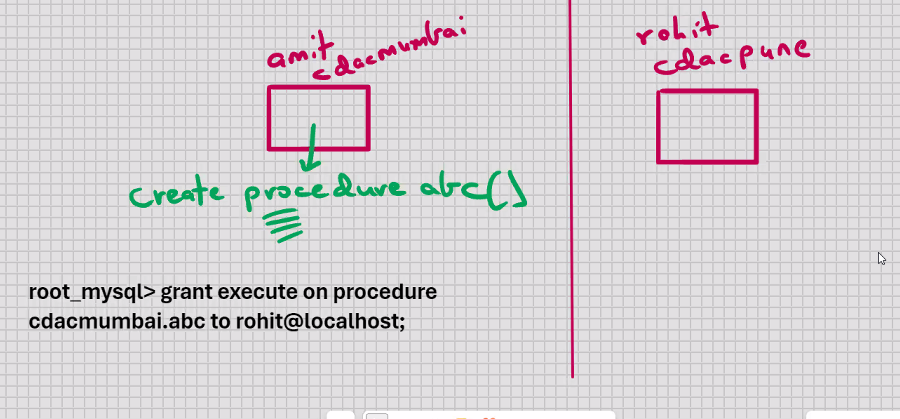 amit
cdacmumbai
rohit
cdacpune
Create procedure abc()
root_mysql> grant execute on procedure
cdacmumbai.abc to rohit@localhost;